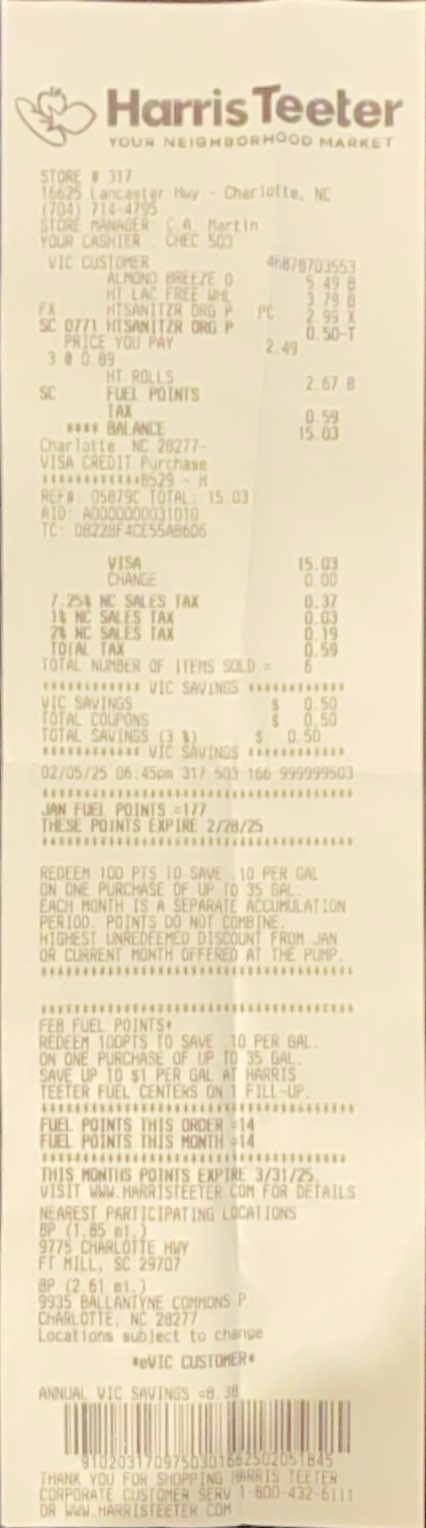 Harris Teeter
YOUR NEIGHBORHOOD MARKET
STORE # 317
16625 Lancaster Hwy - Charlotte, NC
(704) 714-4795
STORE MANAGER : C.A. Martin
YOUR CASHIER : CHEC 503
VIC CUSTOMER 46878703553
ALMOND BREEZE O 5.49 B
HT LAC FREE WHL 3.79 B
FX HTSANITZR ORG P PC 2.99 X
SC 0771 HTSANITZR ORG P 0.50-T
PRICE YOU PAY 2.49
3 @ 0.89
HT ROLLS 2.67 B
SC FUEL POINTS
TAX 0.59
**** BALANCE 15.03
Charlotte NC 28277-
VISA CREDIT Purchase
************8529 - H
REF#: 05879C TOTAL: 15.03
AID: A0000000031010
TC: DB228F4CE55A8606
VISA 15.03
CHANGE 0.00
7.25% NC SALES TAX 0.37
1% NC SALES TAX 0.03
2% NC SALES TAX 0.19
TOTAL TAX 0.59
TOTAL NUMBER OF ITEMS SOLD = 6
************ VIC SAVINGS ************
VIC SAVINGS $ 0.50
TOTAL COUPONS $ 0.50
TOTAL SAVINGS (3 %) $ 0.50
************ VIC SAVINGS ************
02/05/25 06:45pm 317 503 166 999999503
***************************************
JAN FUEL POINTS =177
THESE POINTS EXPIRE 2/28/25
***************************************
REDEEM 100 PTS TO SAVE .10 PER GAL
ON ONE PURCHASE OF UP TO 35 GAL.
EACH MONTH IS A SEPARATE ACCUMULATION
PERIOD. POINTS DO NOT COMBINE.
HIGHEST UNREDEEMED DISCOUNT FROM JAN
OR CURRENT MONTH OFFERED AT THE PUMP.
***************************************
***************************************
FEB FUEL POINTS*
REDEEM 100PTS TO SAVE .10 PER GAL.
ON ONE PURCHASE OF UP TO 35 GAL.
SAVE UP TO $1 PER GAL AT HARRIS
TEETER FUEL CENTERS ON 1 FILL-UP.
***************************************
FUEL POINTS THIS ORDER =14
FUEL POINTS THIS MONTH =14
***************************************
THIS MONTHS POINTS EXPIRE 3/31/25.
VISIT WWW.HARRISTEETER.COM FOR DETAILS
NEAREST PARTICIPATING LOCATIONS
BP (1.85 mi.)
9775 CHARLOTTE HWY
FT MILL, SC 29707
BP (2.61 mi.)
9935 BALLANTYNE COMMONS P
CHARLOTTE, NC 28277
Locations subject to change
*eVIC CUSTOMER*
ANNUAL VIC SAVINGS =8.38
9102031709750301662502051845
THANK YOU FOR SHOPPING HARRIS TEETER
CORPORATE CUSTOMER SERV 1-800-432-6111
OR WWW.HARRISTEETER.COM